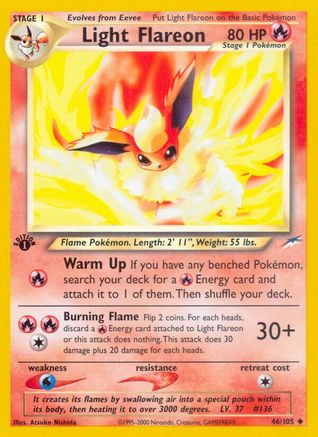 STAGE 1 Evolves from Eevee Put Light Flareon on the Basic Pokémon
Light Flareon 80 HP
Stage 1 Pokémon
EDITION 1
Flame Pokémon. Length: 2' 11", Weight: 55 lbs.
Warm Up If you have any benched Pokémon,
search your deck for a Energy card and
attach it to 1 of them. Then shuffle your deck.
Burning Flame Flip 2 coins. For each heads,
discard a Energy card attached to Light Flareon
or this attack does nothing. This attack does 30
damage plus 20 damage for each heads.
30+
weakness resistance retreat cost
It creates its flames by swallowing air into a special pouch within
its body, then heating it to over 3000 degrees. LV. 37 #136
Illus. Atsuko Nishida ©1995-2000 Nintendo, Creatures, GAMEFREAK. 46/105